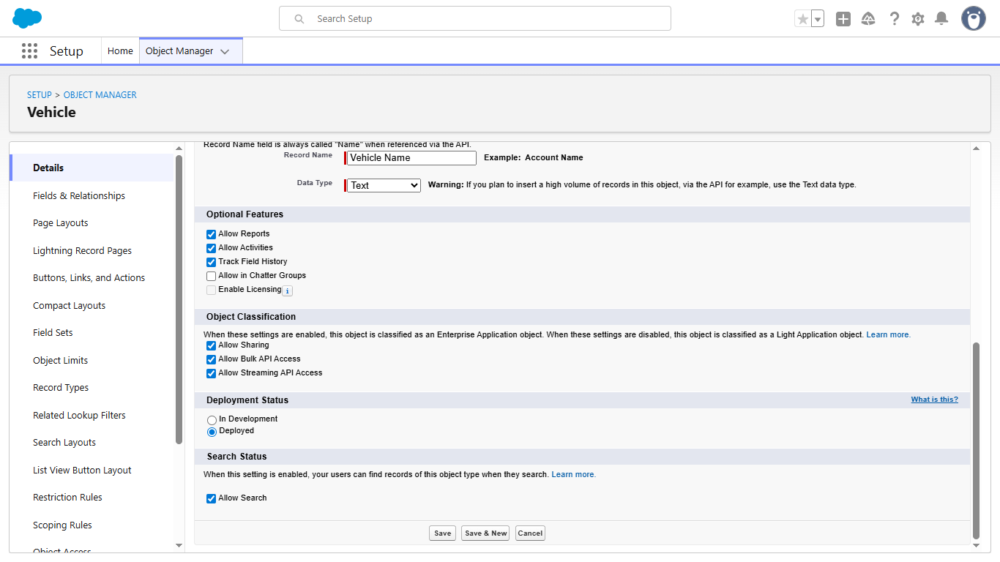 Search Setup
Setup
Home
Object Manager
SETUP > OBJECT MANAGER
Vehicle
Details
Fields & Relationships
Page Layouts
Lightning Record Pages
Buttons, Links, and Actions
Compact Layouts
Field Sets
Object Limits
Record Types
Related Lookup Filters
Search Layouts
List View Button Layout
Restriction Rules
Scoping Rules
Object Access
Record Name field is always called "Name" when referenced via the API.
Record Name Vehicle Name Example: Account Name
Data Type Text Warning: If you plan to insert a high volume of records in this object, via the API for example, use the Text data type.
Optional Features
Allow Reports
Allow Activities
Track Field History
Allow in Chatter Groups
Enable Licensing i
Object Classification
When these settings are enabled, this object is classified as an Enterprise Application object. When these settings are disabled, this object is classified as a Light Application object. Learn more.
Allow Sharing
Allow Bulk API Access
Allow Streaming API Access
Deployment Status What is this?
In Development
Deployed
Search Status
When this setting is enabled, your users can find records of this object type when they search. Learn more.
Allow Search
Save Save & New Cancel